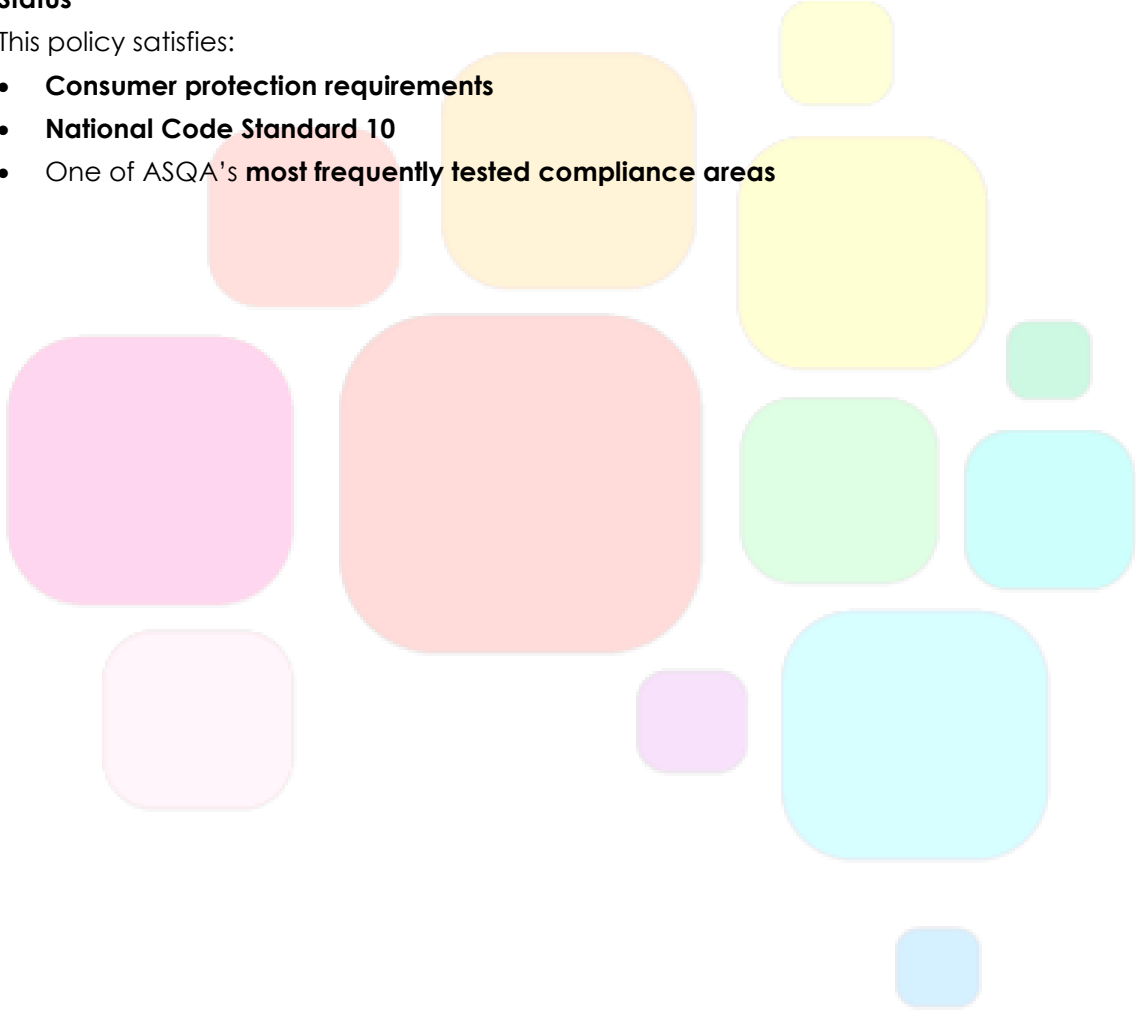 Status
This policy satisfies:
• Consumer protection requirements
• National Code Standard 10
• One of ASQA’s most frequently tested compliance areas